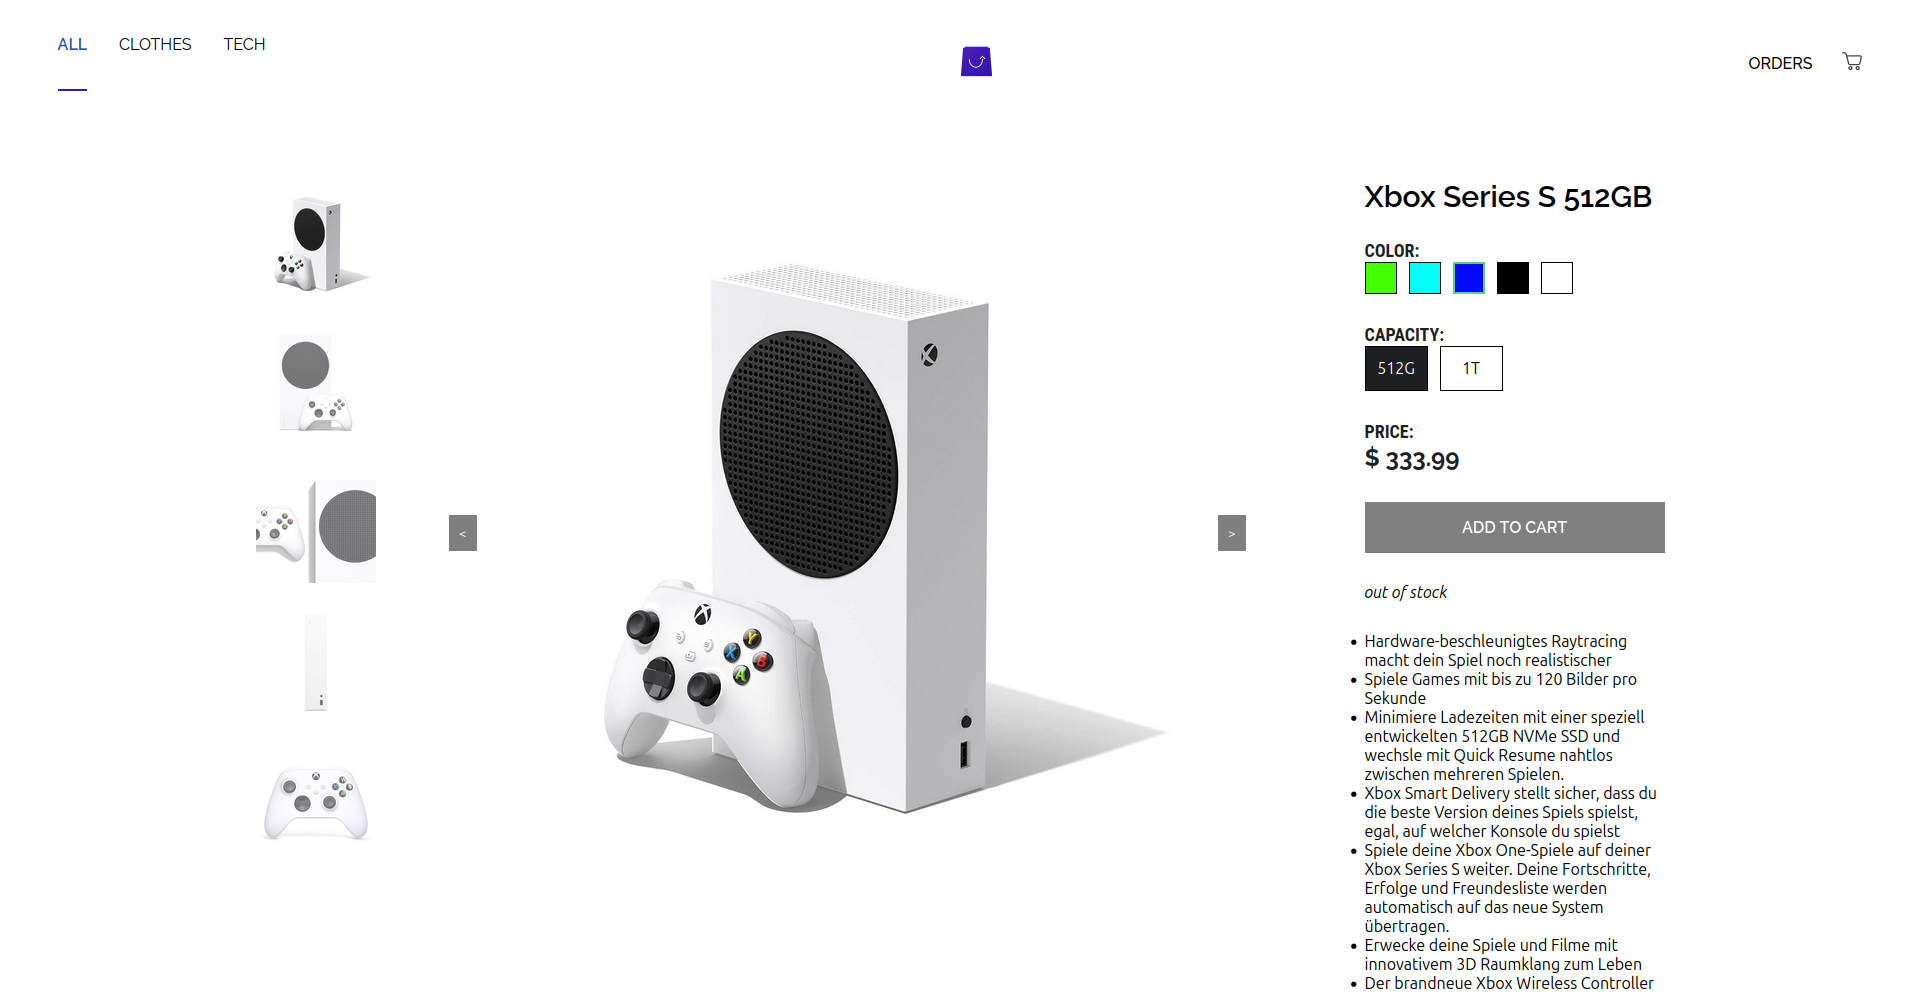 ALL CLOTHES TECH
ORDERS
Xbox Series S 512GB
COLOR:
CAPACITY:
512G 1T
PRICE:
$ 333.99
ADD TO CART
out of stock
< >
Y
X B
A
• Hardware-beschleunigtes Raytracing
macht dein Spiel noch realistischer
• Spiele Games mit bis zu 120 Bilder pro
Sekunde
• Minimiere Ladezeiten mit einer speziell
entwickelten 512GB NVMe SSD und
wechsle mit Quick Resume nahtlos
zwischen mehreren Spielen.
• Xbox Smart Delivery stellt sicher, dass du
die beste Version deines Spiels spielst,
egal, auf welcher Konsole du spielst
• Spiele deine Xbox One-Spiele auf deiner
Xbox Series S weiter. Deine Fortschritte,
Erfolge und Freundesliste werden
automatisch auf das neue System
übertragen.
• Erwecke deine Spiele und Filme mit
innovativem 3D Raumklang zum Leben
• Der brandneue Xbox Wireless Controller